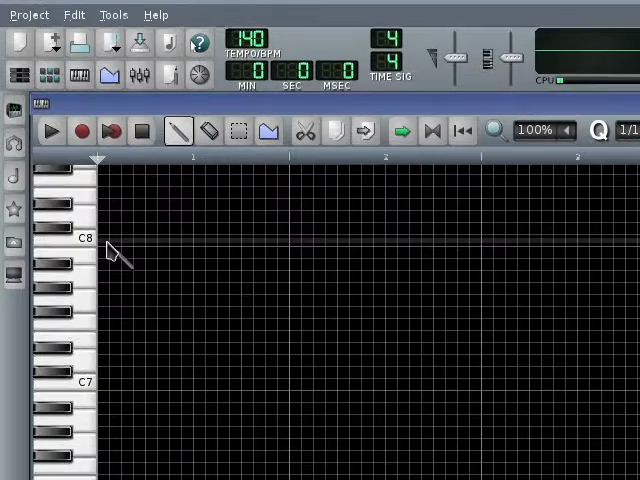 Project Edit Tools Help
140
TEMPO/BPM
0 0 0
MIN SEC MSEC
4
4
TIME SIG
CPU
100% Q 1/1
1 2 2
C8
C7